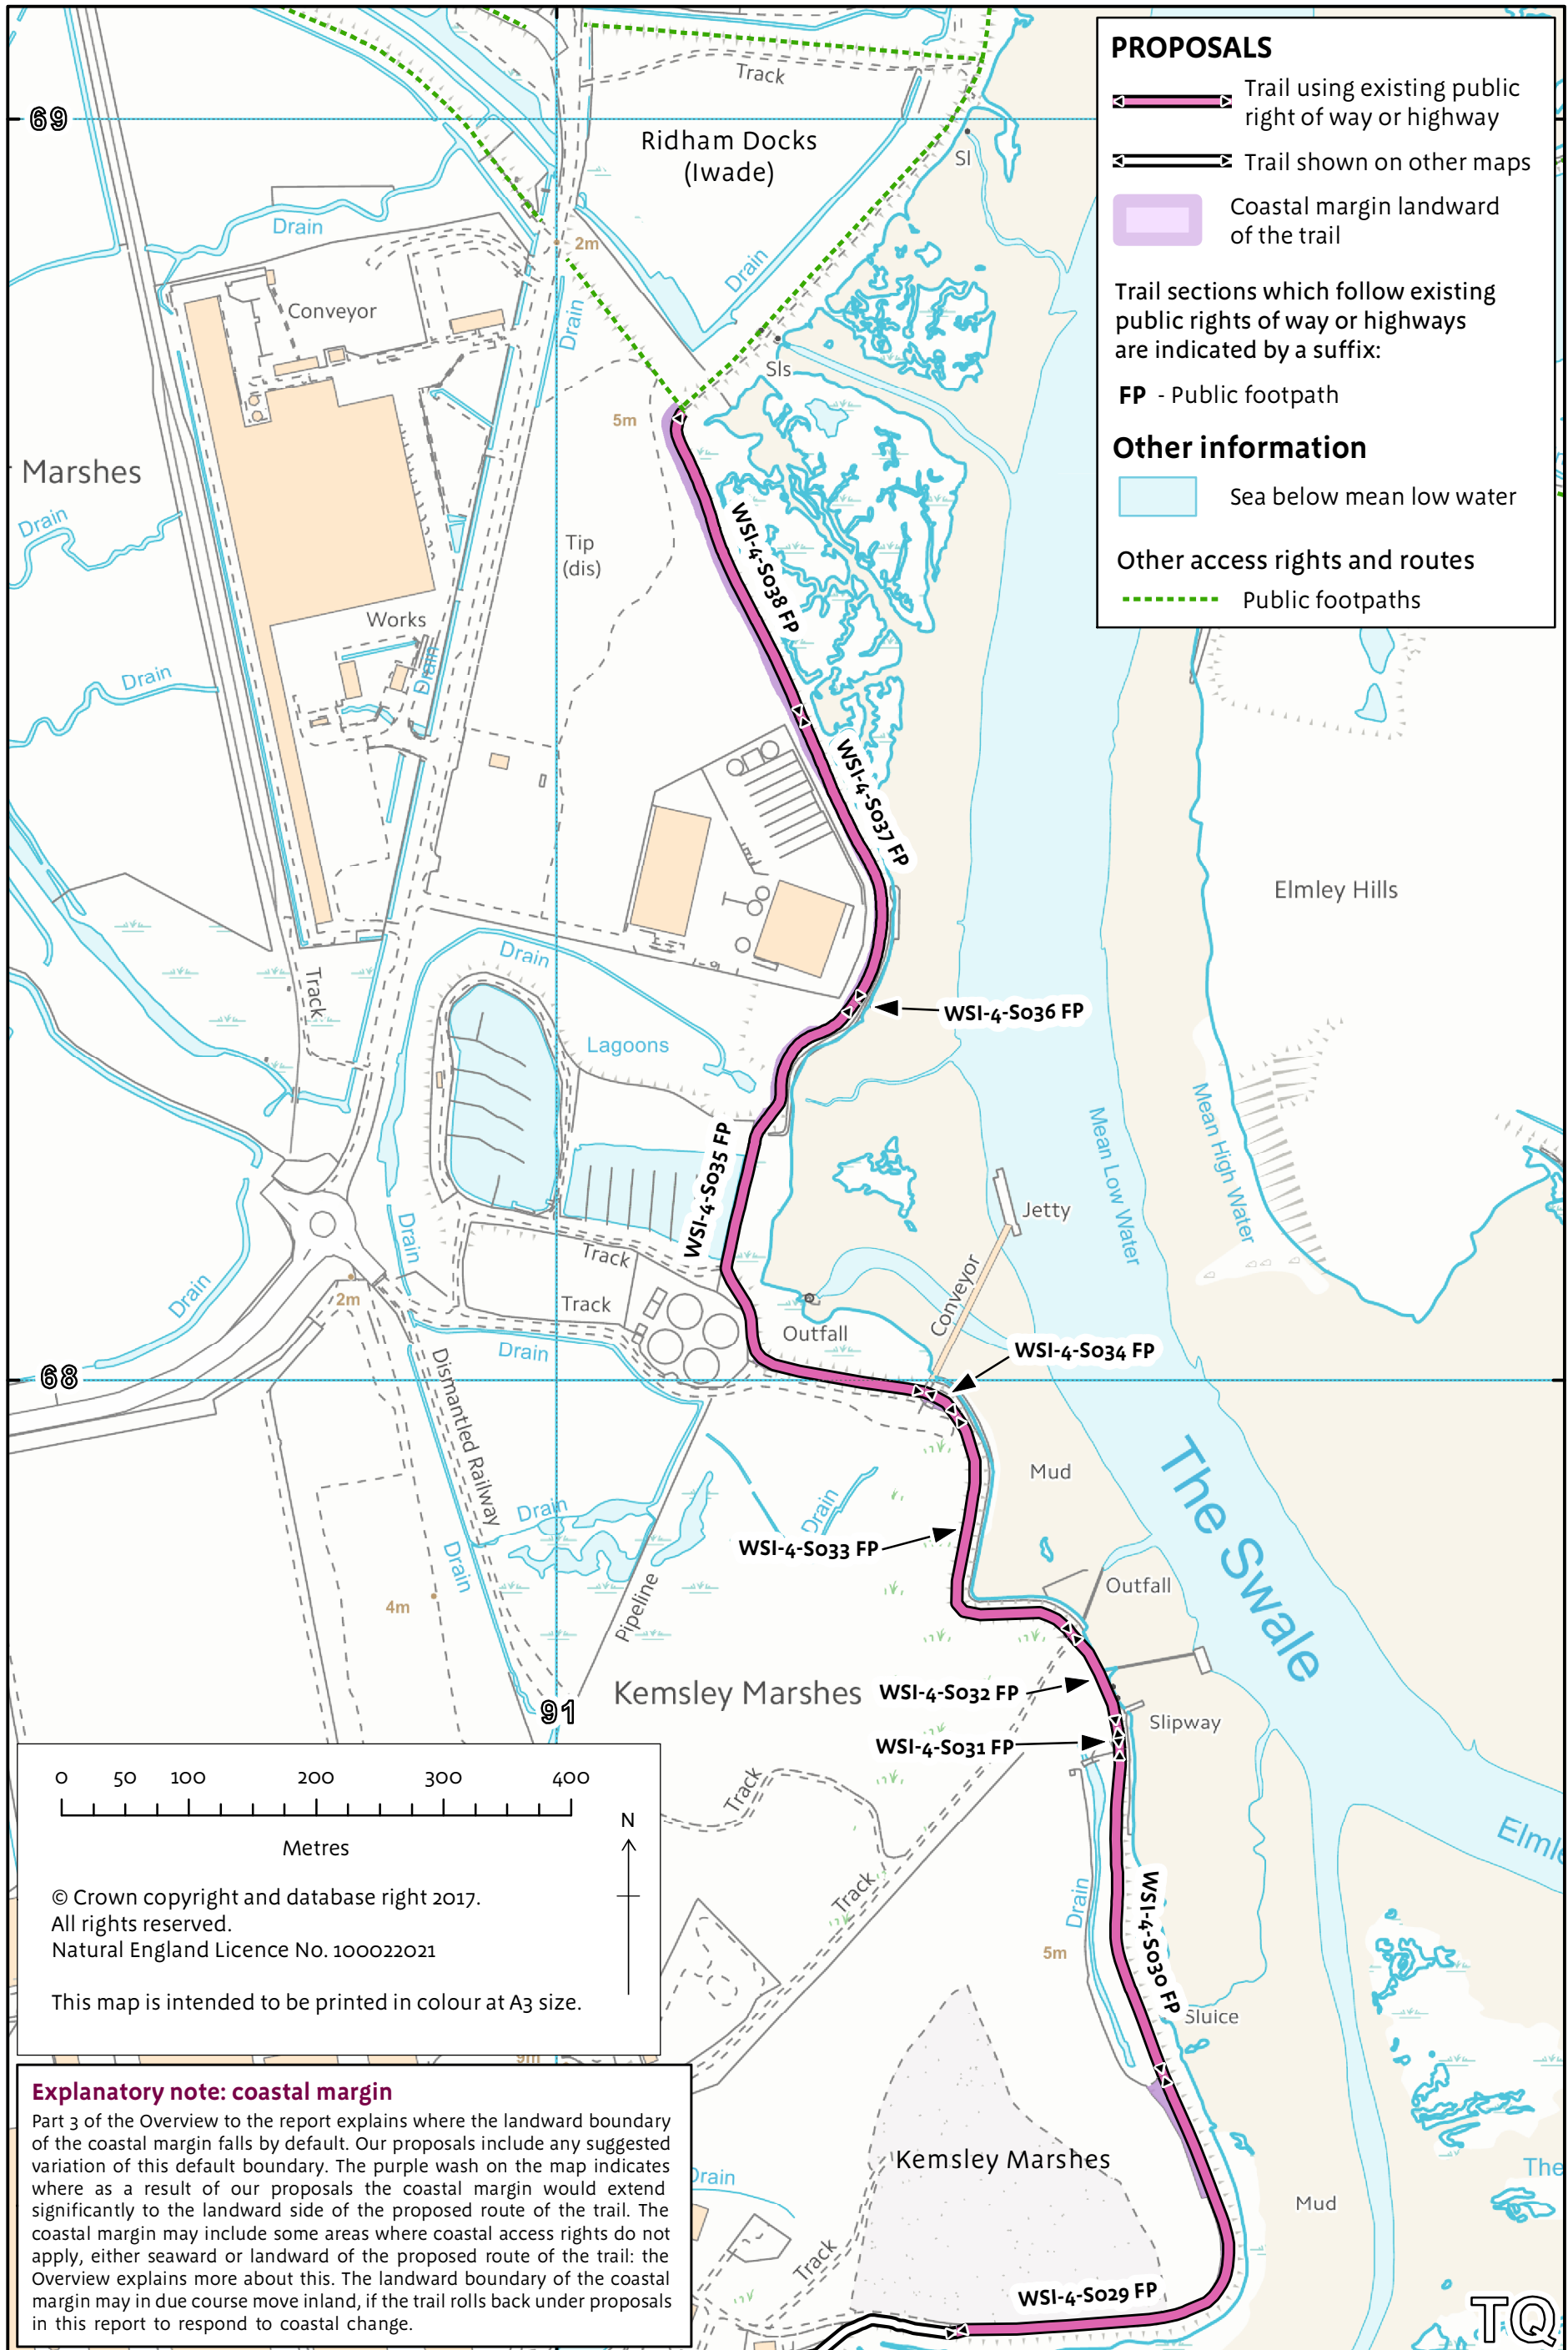 PROPOSALS
Trail using existing public
right of way or highway
Trail shown on other maps
Coastal margin landward
of the trail
Trail sections which follow existing
public rights of way or highways
are indicated by a suffix:
FP - Public footpath
Other information
Sea below mean low water
Other access rights and routes
Public footpaths
Track
69
Ridham Docks
(Iwade)
Sl
Drain
2m
Drain
Drain
Conveyor
Sls
5m
Marshes
Drain
WSI-4-S038 FP
Tip
(dis)
Works
Drain
Drain
WSI-4-S037 FP
Elmley Hills
Drain
Track
WSI-4-S036 FP
Lagoons
Mean Low Water
Mean High Water
WSI-4-S035 FP
Jetty
Drain
Track
Conveyor
Drain
2m
Track
Outfall
Drain
WSI-4-S034 FP
68
Dismantled Railway
Mud
The Swale
Drain
Drain
WSI-4-S033 FP
Drain
Outfall
4m
Pipeline
Kemsley Marshes
WSI-4-S032 FP
91
Slipway
WSI-4-S031 FP
Track
Elml
Track
Drain
WSI-4-S030 FP
5m
Sluice
0 50 100 200 300 400
Metres
N
© Crown copyright and database right 2017.
All rights reserved.
Natural England Licence No. 100022021
This map is intended to be printed in colour at A3 size.
9m
Kemsley Marshes
The
Drain
Mud
Track
WSI-4-S029 FP
TQ
Explanatory note: coastal margin
Part 3 of the Overview to the report explains where the landward boundary
of the coastal margin falls by default. Our proposals include any suggested
variation of this default boundary. The purple wash on the map indicates
where as a result of our proposals the coastal margin would extend
significantly to the landward side of the proposed route of the trail. The
coastal margin may include some areas where coastal access rights do not
apply, either seaward or landward of the proposed route of the trail: the
Overview explains more about this. The landward boundary of the coastal
margin may in due course move inland, if the trail rolls back under proposals
in this report to respond to coastal change.